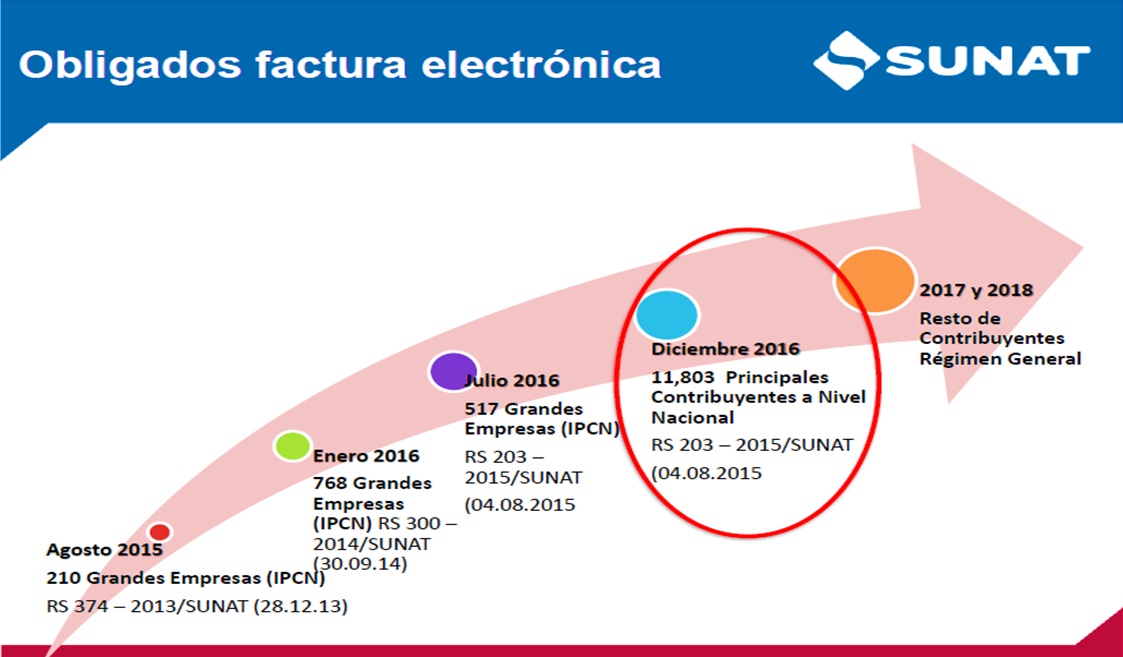 Obligados factura electrónica
SUNAT
Agosto 2015
210 Grandes Empresas (IPCN)
RS 374 – 2013/SUNAT (28.12.13)
Enero 2016
768 Grandes
Empresas
(IPCN) RS 300 –
2014/SUNAT
(30.09.14)
Julio 2016
517 Grandes
Empresas (IPCN)
RS 203 –
2015/SUNAT
(04.08.2015
Diciembre 2016
11,803 Principales
Contribuyentes a Nivel
Nacional
RS 203 – 2015/SUNAT
(04.08.2015
2017 y 2018
Resto de
Contribuyentes
Régimen General